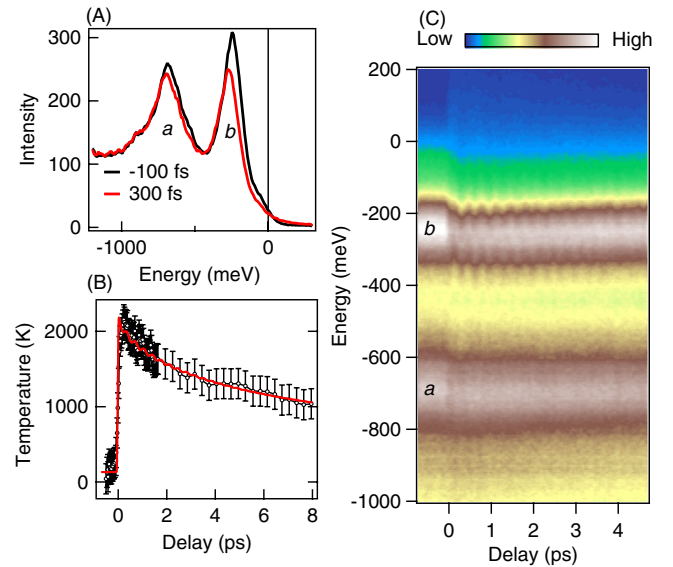 (A)
300
200
100
0
Intensity
a
b
-100 fs
300 fs
-1000
0
Energy (meV)
(B)
2000
1000
0
Temperature (K)
0 2 4 6 8
Delay (ps)
(C)
Low High
200
0
-200
-400
-600
-800
-1000
Energy (meV)
b
a
0 1 2 3 4
Delay (ps)